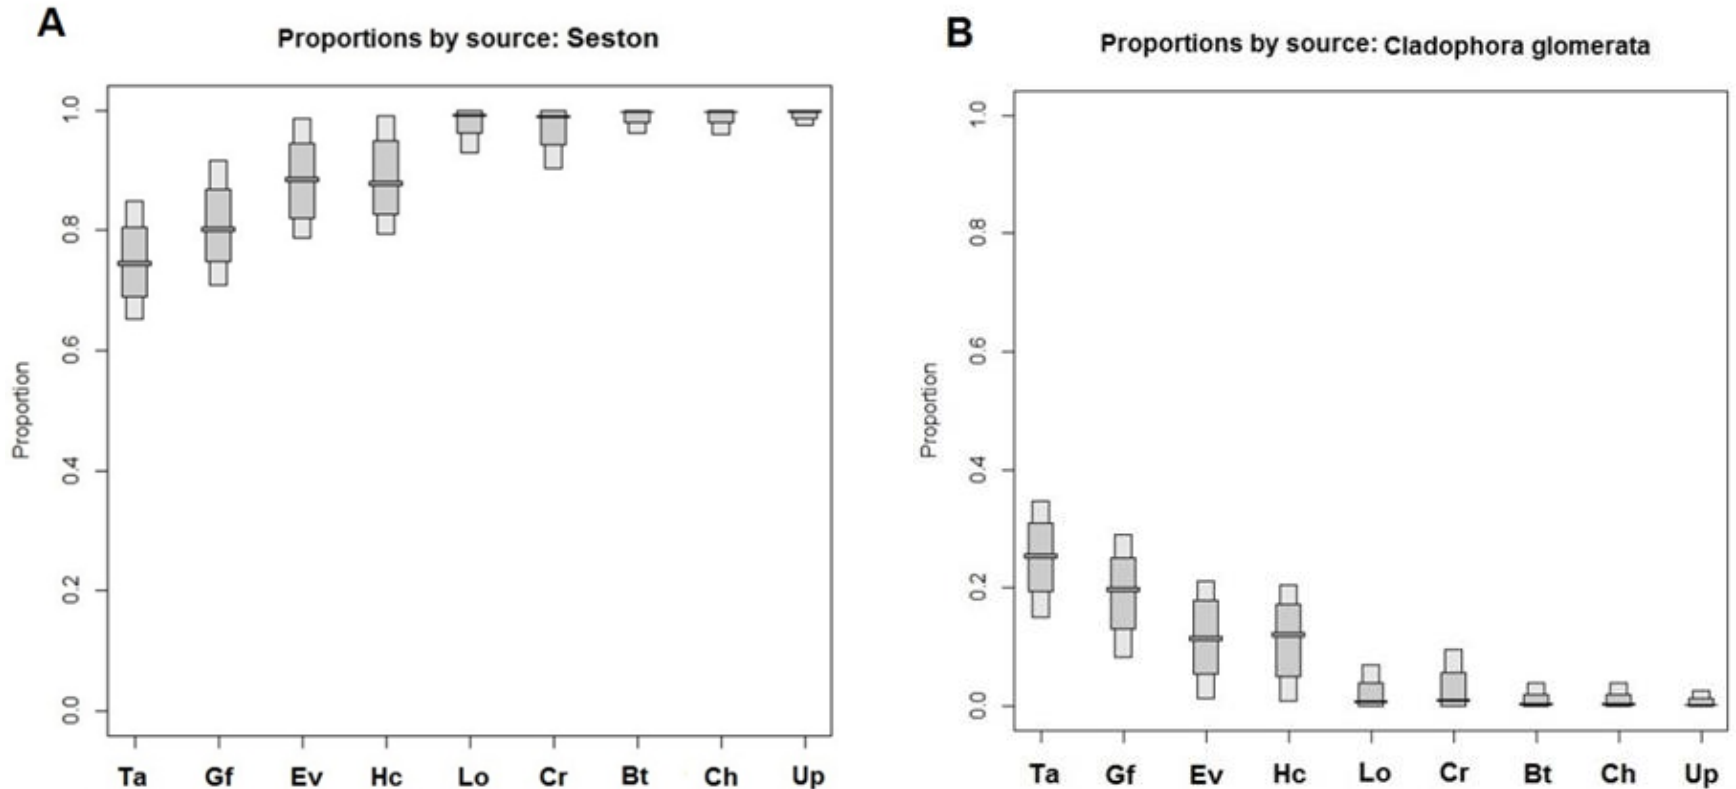 A
Proportions by source: Seston
Proportion
1.0
0.8
0.6
0.4
0.2
0.0
Ta Gf Ev Hc Lo Cr Bt Ch Up
B
Proportions by source: Cladophora glomerata
Proportion
1.0
0.8
0.6
0.4
0.2
0.0
Ta Gf Ev Hc Lo Cr Bt Ch Up